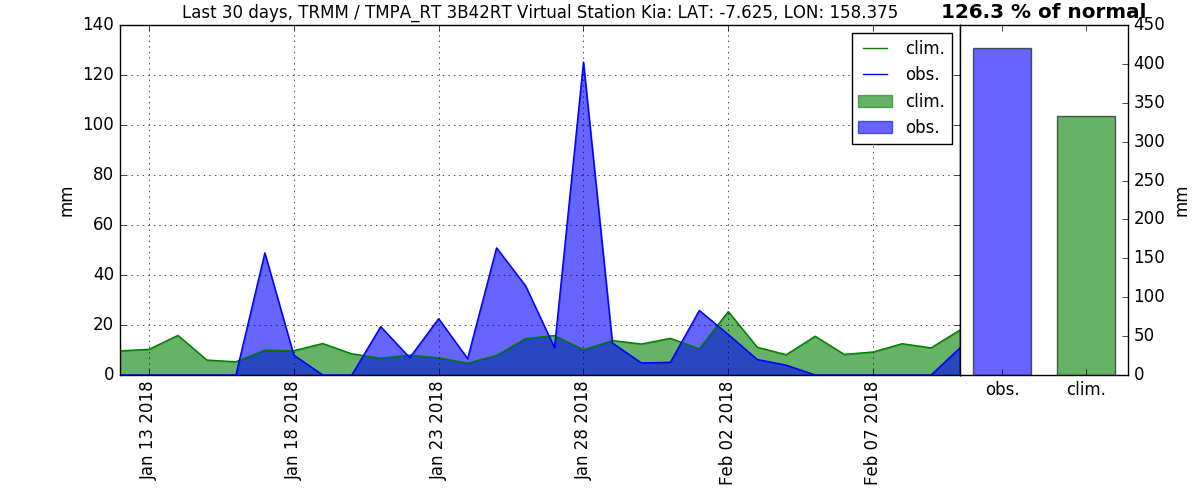 Last 30 days, TRMM / TMPA_RT 3B42RT Virtual Station Kia: LAT: -7.625, LON: 158.375
126.3 % of normal
mm
140
120
100
80
60
40
20
0
Jan 13 2018
Jan 18 2018
Jan 23 2018
Jan 28 2018
Feb 02 2018
Feb 07 2018
clim.
obs.
clim.
obs.
450
400
350
300
250
200
150
100
50
0
mm
obs.
clim.